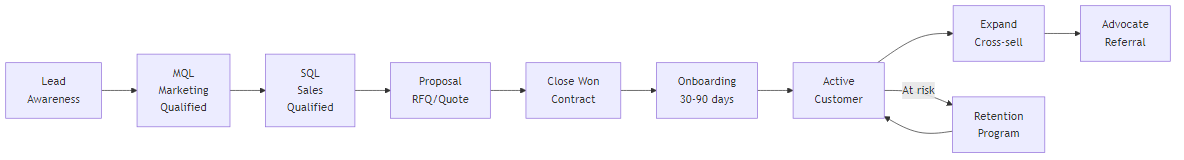 Lead
Awareness
MQL
Marketing
Qualified
SQL
Sales
Qualified
Proposal
RFQ/Quote
Close Won
Contract
Onboarding
30-90 days
Active
Customer
Expand
Cross-sell
Advocate
Referral
At risk
Retention
Program